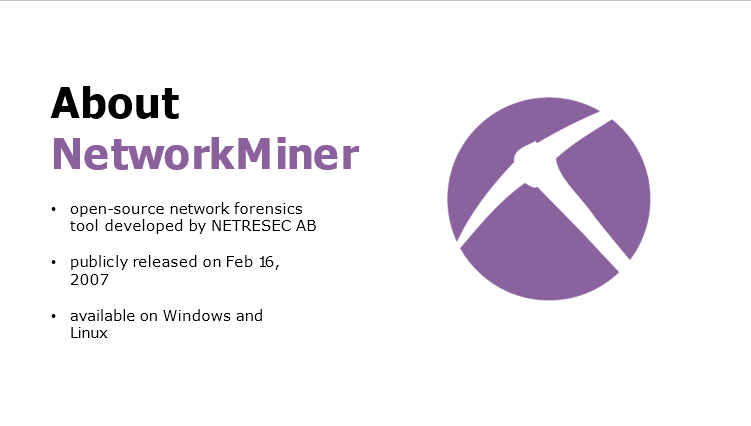 About
NetworkMiner
• open-source network forensics
tool developed by NETRESEC AB
• publicly released on Feb 16,
2007
• available on Windows and
Linux